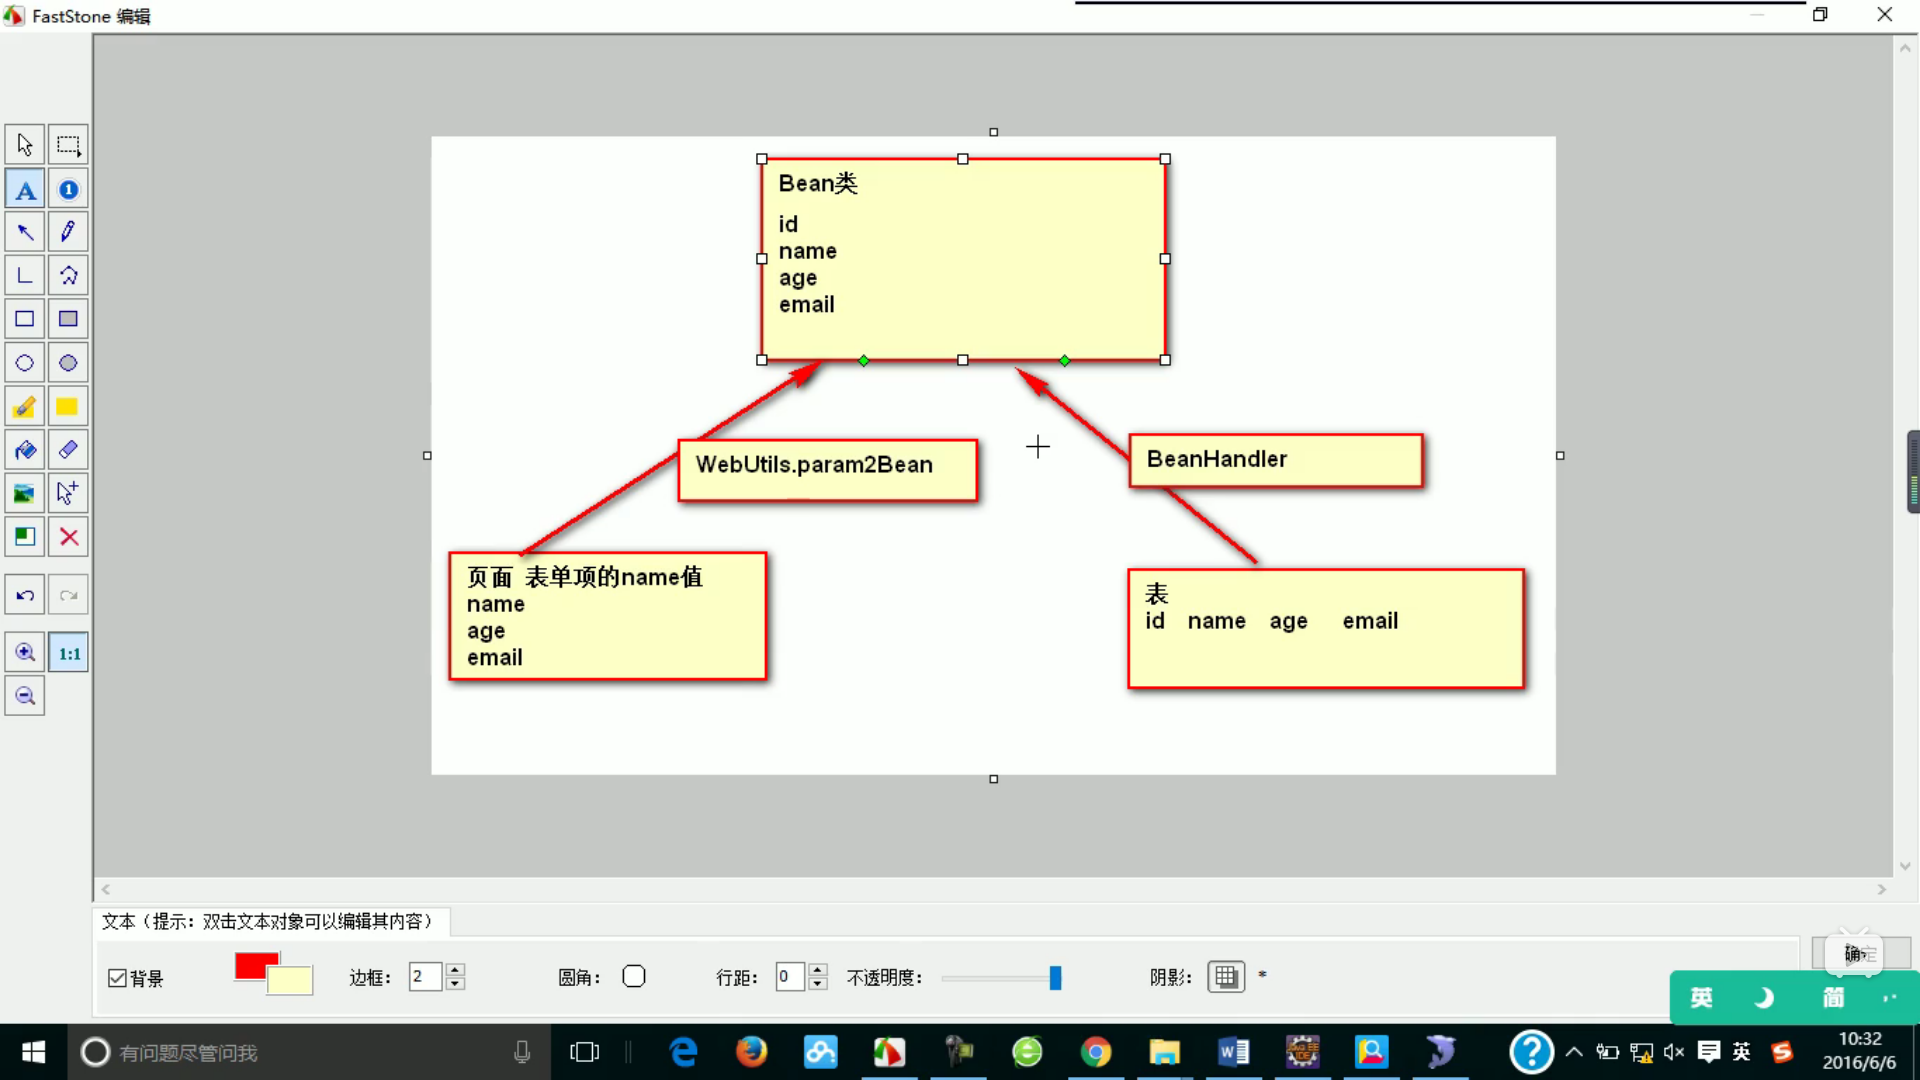 FastStone 编辑
Bean类
id
name
age
email
WebUtils.param2Bean
BeanHandler
页面 表单项的name值
name
age
email
表
id name age email
A
1
1:1
文本（提示：双击文本对象可以编辑其内容）
背景
边框：
2
圆角：
行距：
0
不透明度：
阴影：
*
英
简
有问题尽管问我
英
10:32
2016/6/6